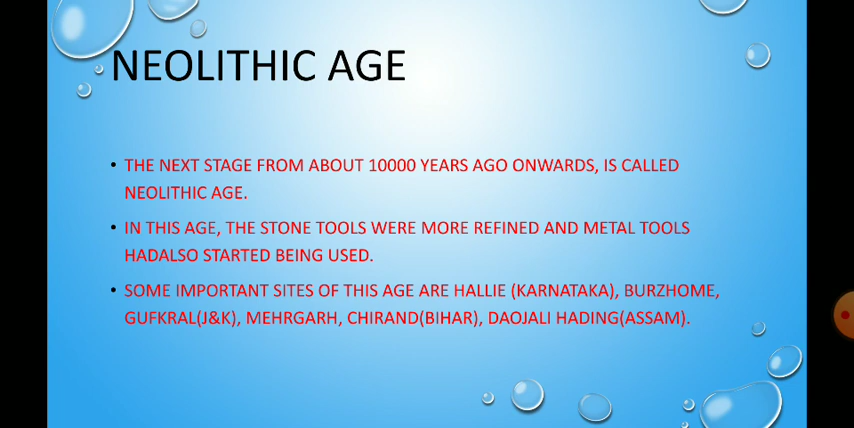 NEOLITHIC AGE
• THE NEXT STAGE FROM ABOUT 10000 YEARS AGO ONWARDS, IS CALLED
NEOLITHIC AGE.
• IN THIS AGE, THE STONE TOOLS WERE MORE REFINED AND METAL TOOLS
HADALSO STARTED BEING USED.
• SOME IMPORTANT SITES OF THIS AGE ARE HALLIE (KARNATAKA), BURZHOME,
GUFKRAL(J&K), MEHRGARH, CHIRAND(BIHAR), DAOJALI HADING(ASSAM).